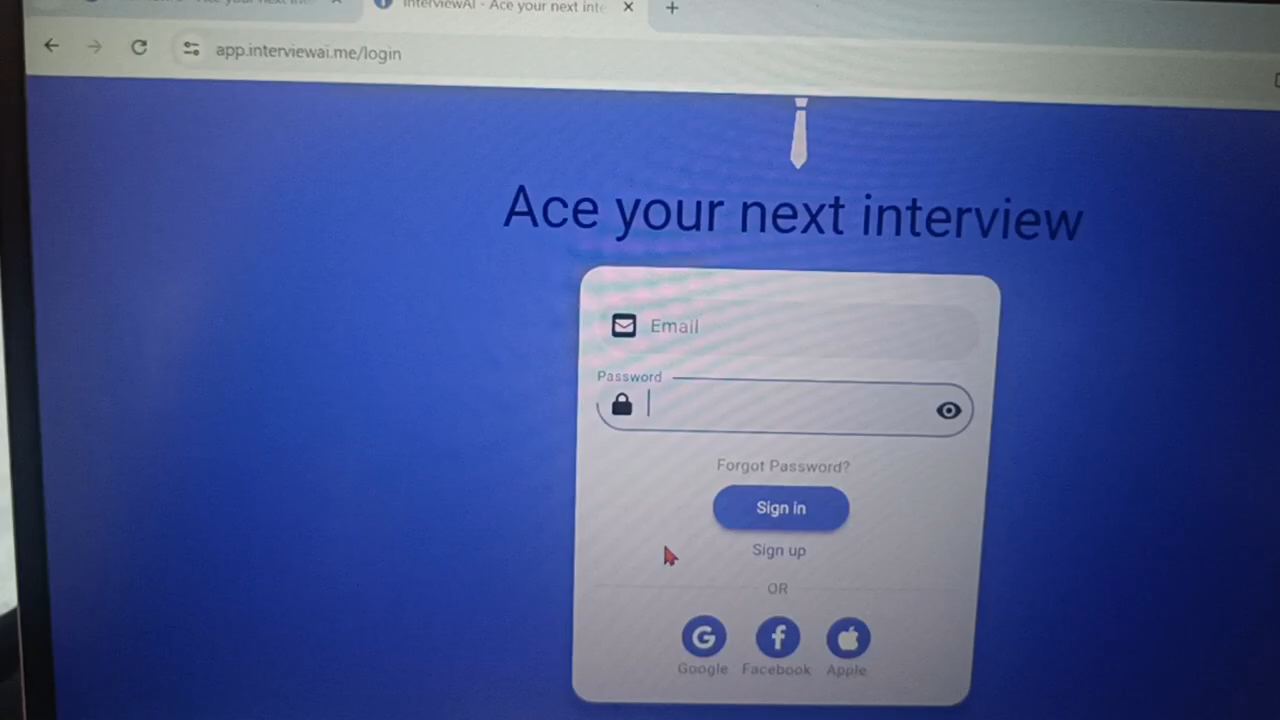 InterviewAI - Ace your next inte
app.interviewai.me/login
Ace your next interview
Email
Password
Forgot Password?
Sign in
Sign up
OR
Google Facebook Apple